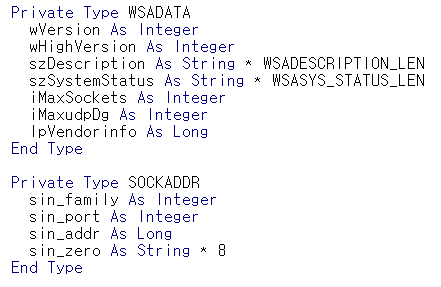 Private Type WSADATA
wVersion As Integer
wHighVersion As Integer
szDescription As String * WSADESCRIPTION_LEN
szSystemStatus As String * WSASYS_STATUS_LEN
iMaxSockets As Integer
iMaxudpDg As Integer
lpVendorinfo As Long
End Type
Private Type SOCKADDR
sin_family As Integer
sin_port As Integer
sin_addr As Long
sin_zero As String * 8
End Type